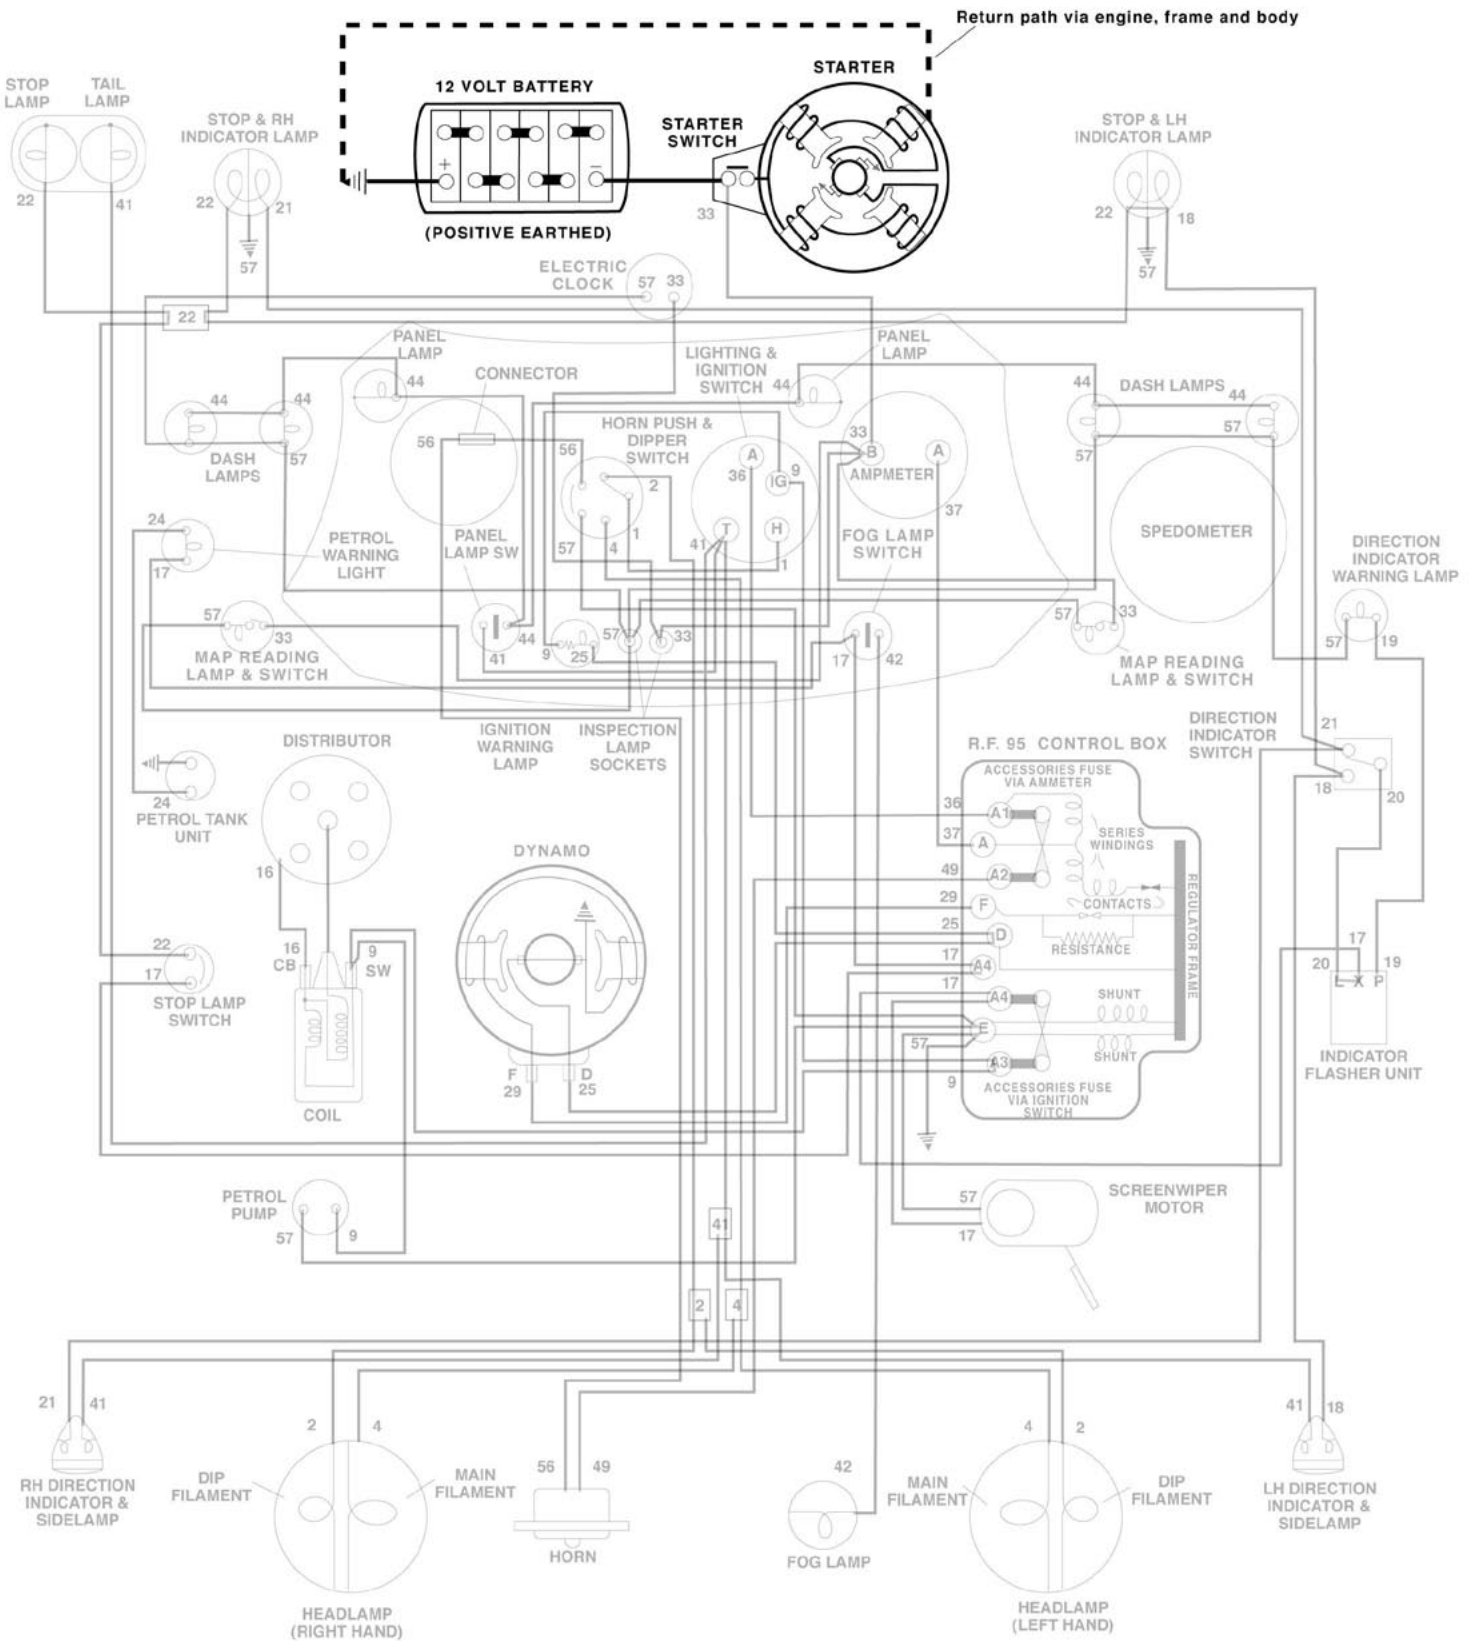 Return path via engine, frame and body
STOP
LAMP
TAIL
LAMP
22
41
STOP & RH
INDICATOR LAMP
22
21
57
12 VOLT BATTERY
+
−
(POSITIVE EARTHED)
STARTER
STARTER
SWITCH
33
STOP & LH
INDICATOR LAMP
22
18
57
ELECTRIC
CLOCK
57 33
22
PANEL
LAMP
44
CONNECTOR
56
56
LIGHTING &
IGNITION
SWITCH
44
PANEL
LAMP
44
DASH LAMPS
44
57
57
44
44
DASH
LAMPS
57
HORN PUSH &
DIPPER
SWITCH
2
1
57
4
A
36
IG
9
T
41
H
1
33
B
A
AMPMETER
37
SPEDOMETER
24
17
PETROL
WARNING
LIGHT
PANEL
LAMP SW
FOG LAMP
SWITCH
DIRECTION
INDICATOR
WARNING LAMP
57
19
57
33
MAP READING
LAMP & SWITCH
44
41
9
25
57
33
17
42
57
33
MAP READING
LAMP & SWITCH
IGNITION
WARNING
LAMP
INSPECTION
LAMP
SOCKETS
DIRECTION
INDICATOR
SWITCH
21
18
20
DISTRIBUTOR
16
24
PETROL TANK
UNIT
R.F. 95 CONTROL BOX
ACCESSORIES FUSE
VIA AMMETER
36
A1
37
A
49
A2
29
F
25
D
17
A4
17
A4
E
57
A3
9
SERIES
WINDINGS
CONTACTS
RESISTANCE
SHUNT
SHUNT
REGULATOR FRAME
ACCESSORIES FUSE
VIA IGNITION
SWITCH
DYNAMO
F
29
D
25
22
17
STOP LAMP
SWITCH
16
CB
9
SW
COIL
17
20
19
L X P
INDICATOR
FLASHER UNIT
PETROL
PUMP
57
9
41
57
17
SCREENWIPER
MOTOR
2
4
21
41
RH DIRECTION
INDICATOR &
SIDELAMP
2
4
DIP
FILAMENT
MAIN
FILAMENT
HEADLAMP
(RIGHT HAND)
56
49
HORN
42
FOG LAMP
4
2
MAIN
FILAMENT
DIP
FILAMENT
HEADLAMP
(LEFT HAND)
41
18
LH DIRECTION
INDICATOR &
SIDELAMP